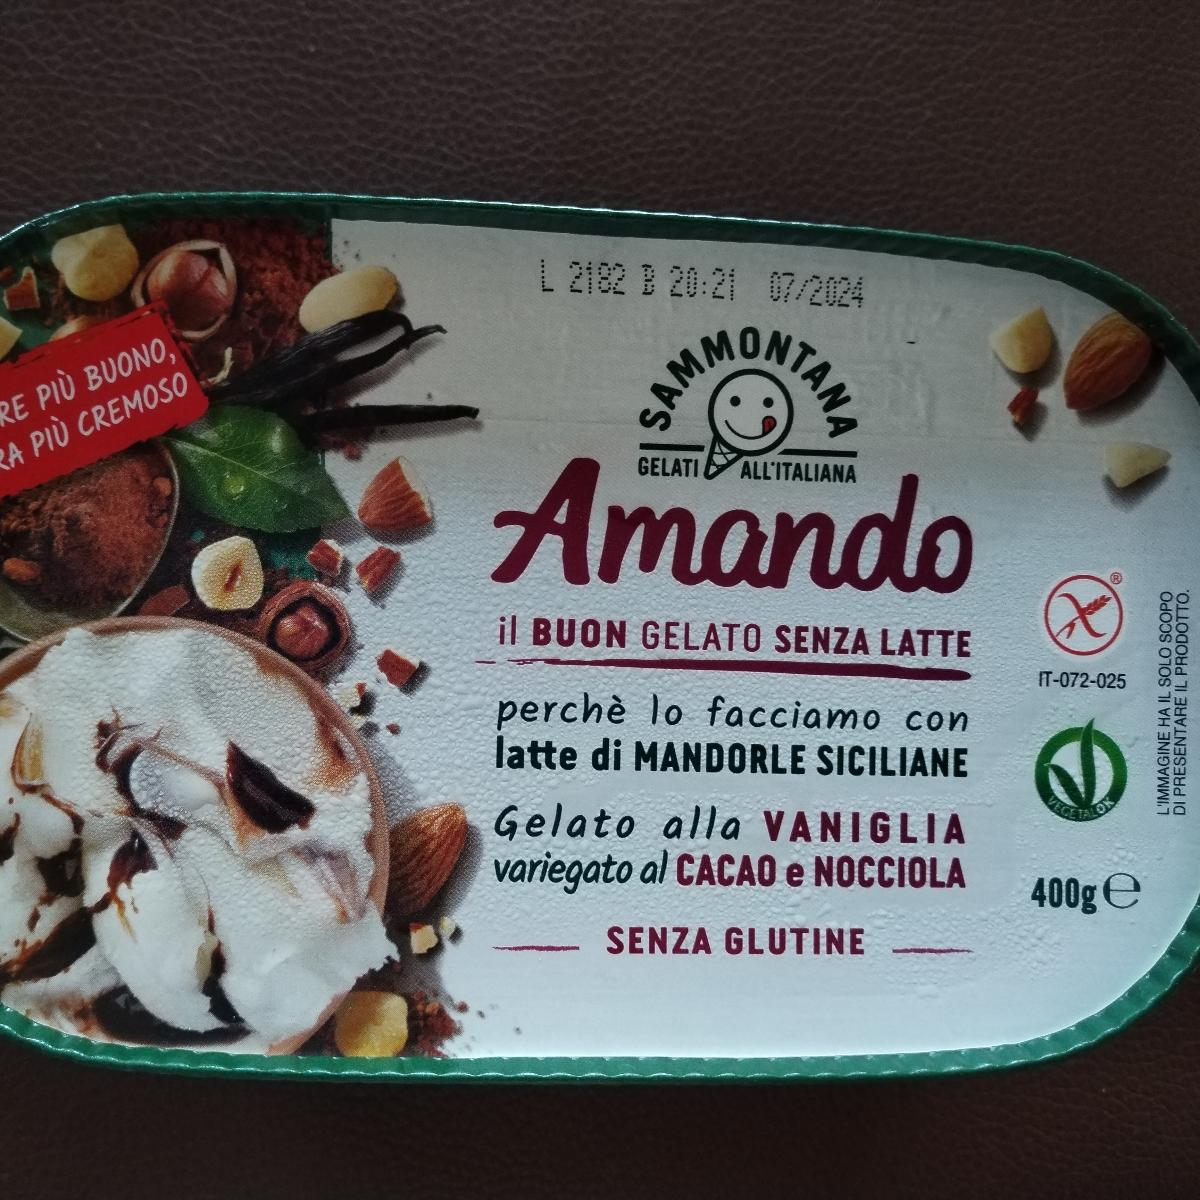 L 2182 B 20:21 07/2024
RE PIÙ BUONO,
RA PIÙ CREMOSO
SAMMONTANA
GELATI ALL'ITALIANA
Amando
il BUON GELATO SENZA LATTE
perchè lo facciamo con
latte di MANDORLE SICILIANE
Gelato alla VANIGLIA
variegato al CACAO e NOCCIOLA
SENZA GLUTINE
®
IT-072-025
VEGETALOK
400g ℮
L'IMMAGINE HA IL SOLO SCOPO
DI PRESENTARE IL PRODOTTO.